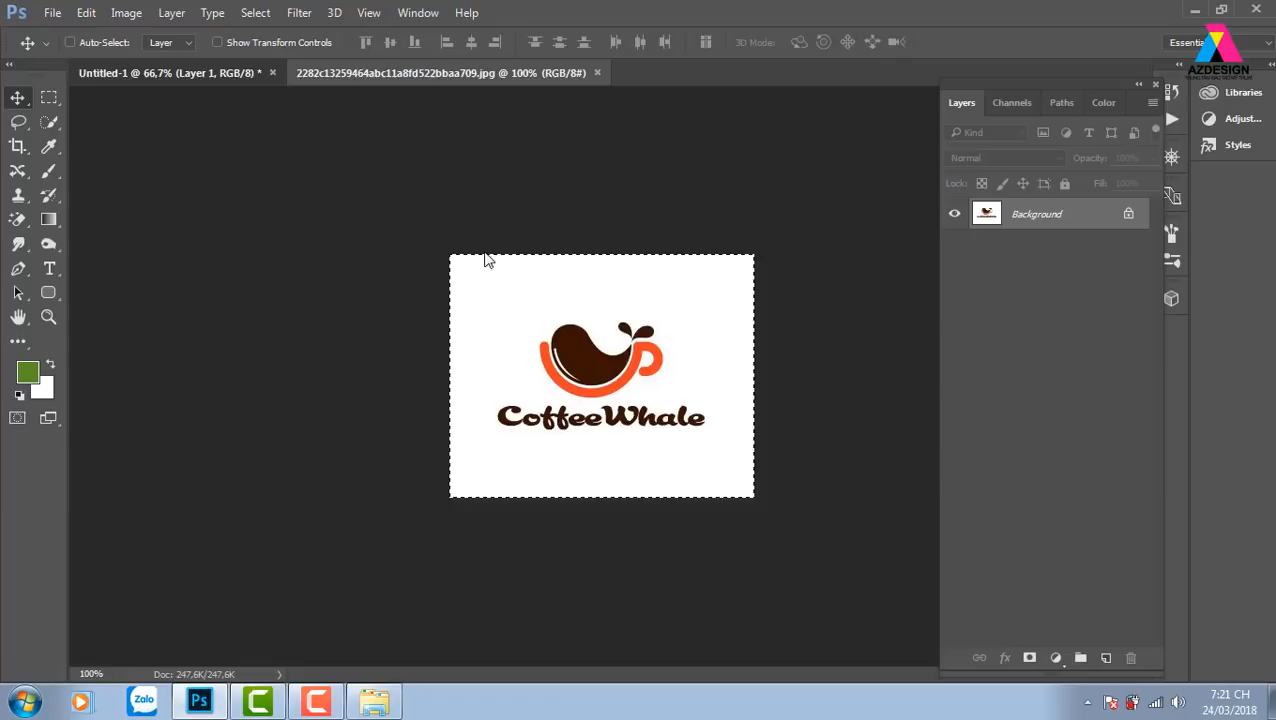 Ps File Edit Image Layer Type Select Filter 3D View Window Help
Auto-Select: Layer Show Transform Controls 3D Mode: Essentia
AZDESIGN
Untitled-1 @ 66,7% (Layer 1, RGB/8) * 2282c13259464abc11a8fd522bbaa709.jpg @ 100% (RGB/8#)
Layers Channels Paths Color
Libraries
Adjust...
Styles
Kind
Normal Opacity: 100%
Lock: Fill: 100%
Background
CoffeeWhale
100% Doc: 247,6K/247,6K
Zalo Ps
7:21 CH
24/03/2018